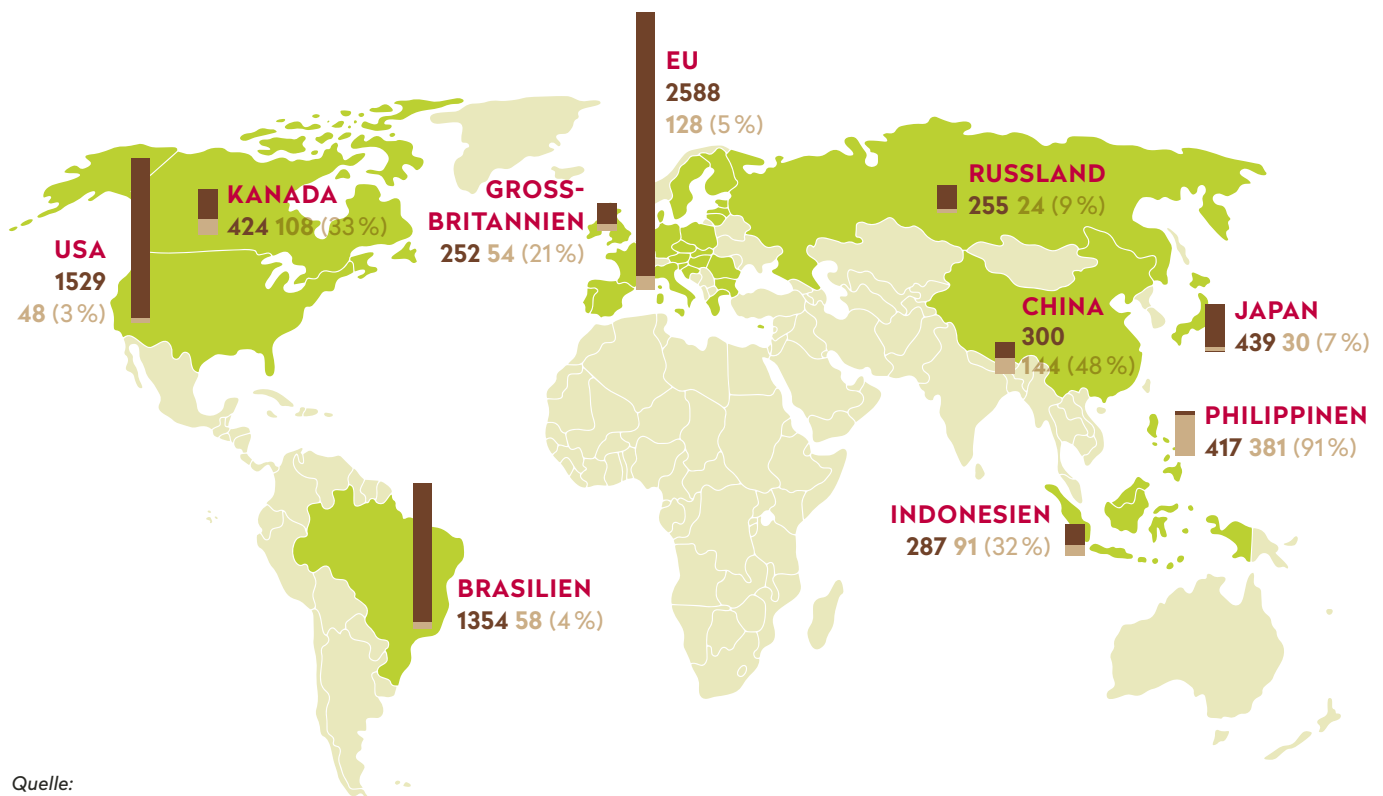 EU
2588
128 (5 %)
RUSSLAND
255 24 (9 %)
KANADA
424 108 (33 %)
GROSS-
BRITANNIEN
252 54 (21 %)
USA
1529
48 (3 %)
CHINA
300
144 (48 %)
JAPAN
439 30 (7 %)
PHILIPPINEN
417 381 (91 %)
INDONESIEN
287 91 (32 %)
BRASILIEN
1354 58 (4 %)
Quelle: